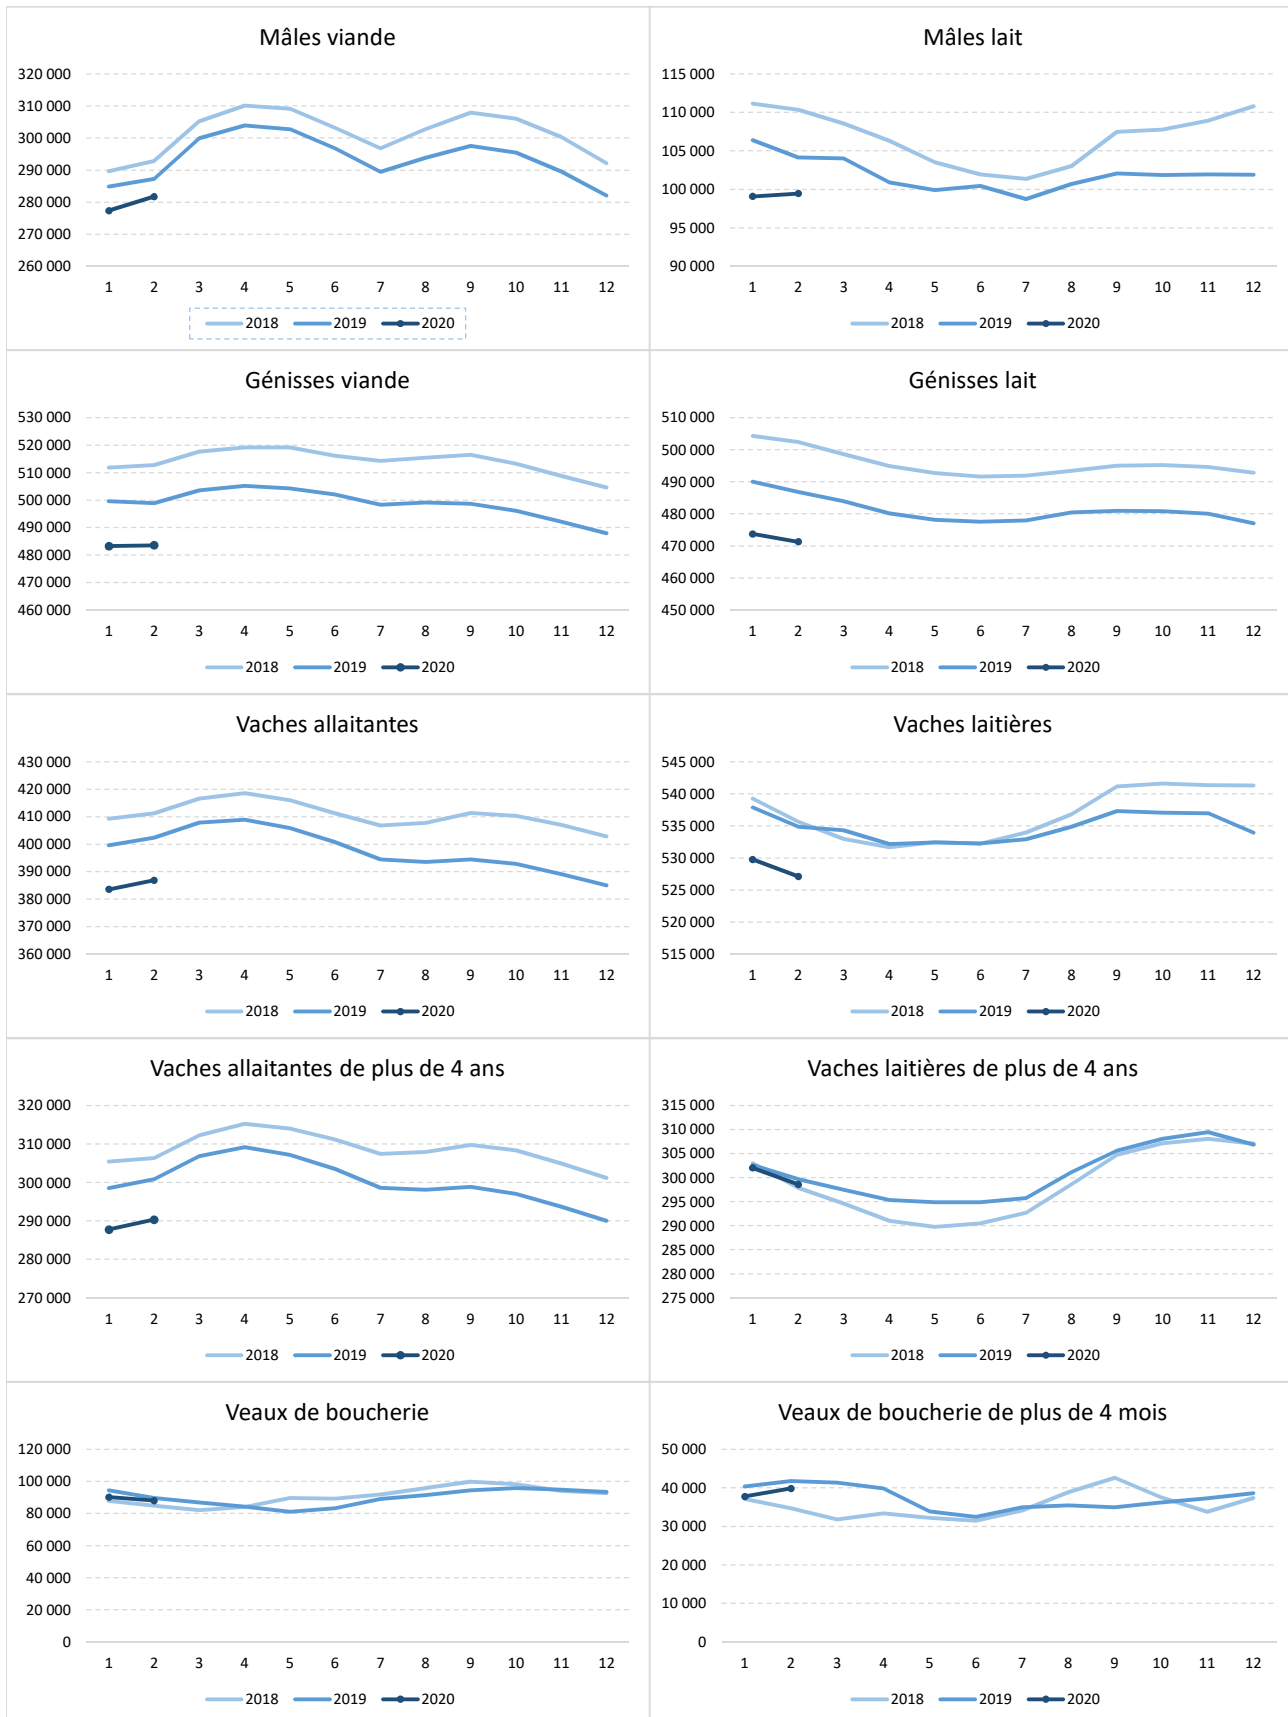 Mâles viande
320 000
310 000
300 000
290 000
280 000
270 000
260 000
1 2 3 4 5 6 7 8 9 10 11 12
2018 2019 2020
Mâles lait
115 000
110 000
105 000
100 000
95 000
90 000
1 2 3 4 5 6 7 8 9 10 11 12
2018 2019 2020
Génisses viande
530 000
520 000
510 000
500 000
490 000
480 000
470 000
460 000
1 2 3 4 5 6 7 8 9 10 11 12
2018 2019 2020
Génisses lait
510 000
500 000
490 000
480 000
470 000
460 000
450 000
1 2 3 4 5 6 7 8 9 10 11 12
2018 2019 2020
Vaches allaitantes
430 000
420 000
410 000
400 000
390 000
380 000
370 000
360 000
1 2 3 4 5 6 7 8 9 10 11 12
2018 2019 2020
Vaches laitières
545 000
540 000
535 000
530 000
525 000
520 000
515 000
1 2 3 4 5 6 7 8 9 10 11 12
2018 2019 2020
Vaches allaitantes de plus de 4 ans
320 000
310 000
300 000
290 000
280 000
270 000
1 2 3 4 5 6 7 8 9 10 11 12
2018 2019 2020
Vaches laitières de plus de 4 ans
315 000
310 000
305 000
300 000
295 000
290 000
285 000
280 000
275 000
1 2 3 4 5 6 7 8 9 10 11 12
2018 2019 2020
Veaux de boucherie
120 000
100 000
80 000
60 000
40 000
20 000
0
1 2 3 4 5 6 7 8 9 10 11 12
2018 2019 2020
Veaux de boucherie de plus de 4 mois
50 000
40 000
30 000
20 000
10 000
0
1 2 3 4 5 6 7 8 9 10 11 12
2018 2019 2020